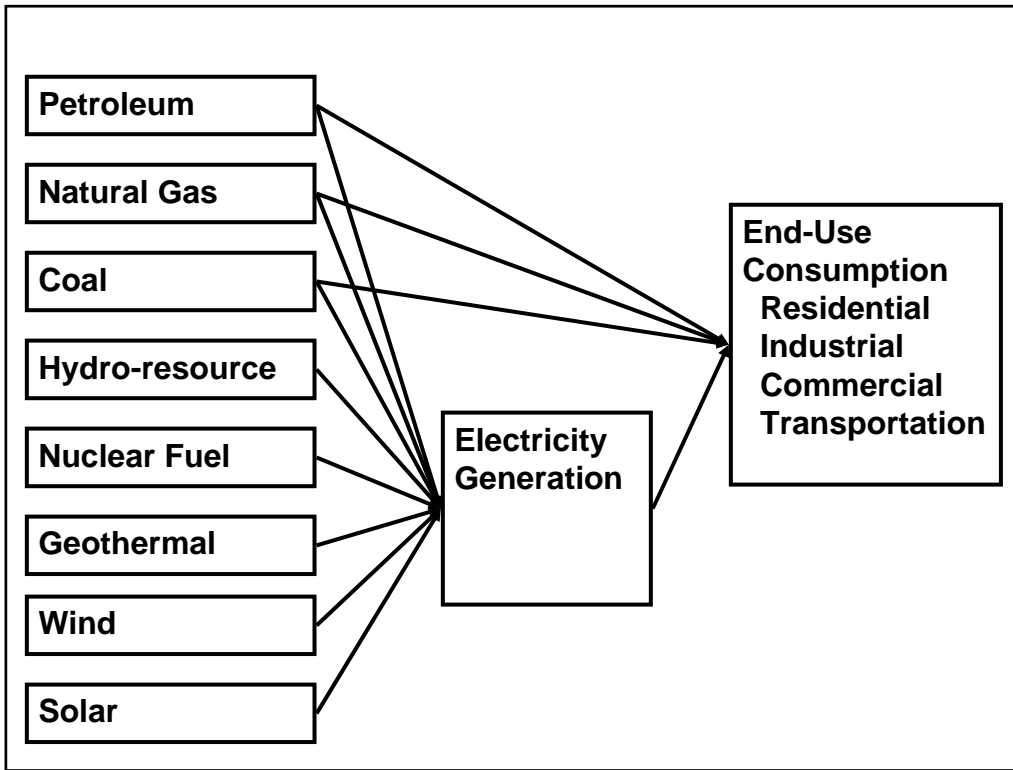 Petroleum
Natural Gas
Coal
Hydro-resource
Nuclear Fuel
Geothermal
Wind
Solar
Electricity
Generation
End-Use
Consumption
Residential
Industrial
Commercial
Transportation